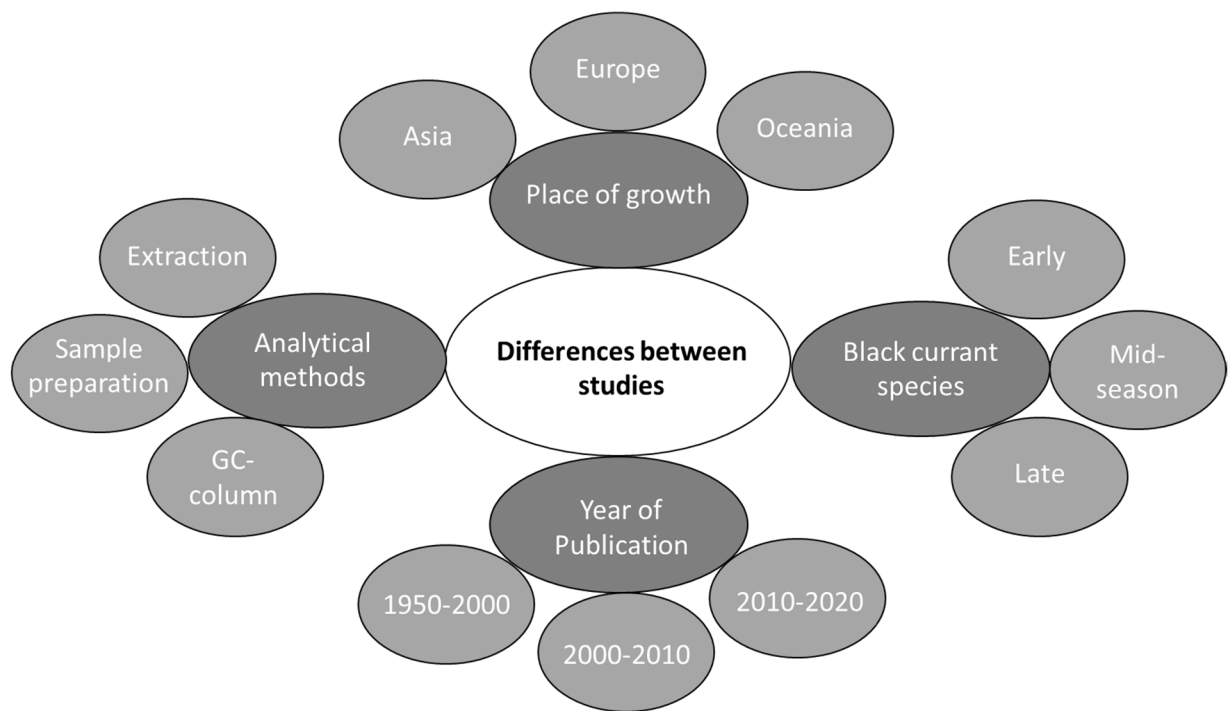 Europe
Asia
Oceania
Place of growth
Extraction
Early
Sample
preparation
Analytical
methods
Differences between
studies
Black currant
species
Mid-
season
GC-
column
Late
Year of
Publication
1950-2000
2010-2020
2000-2010